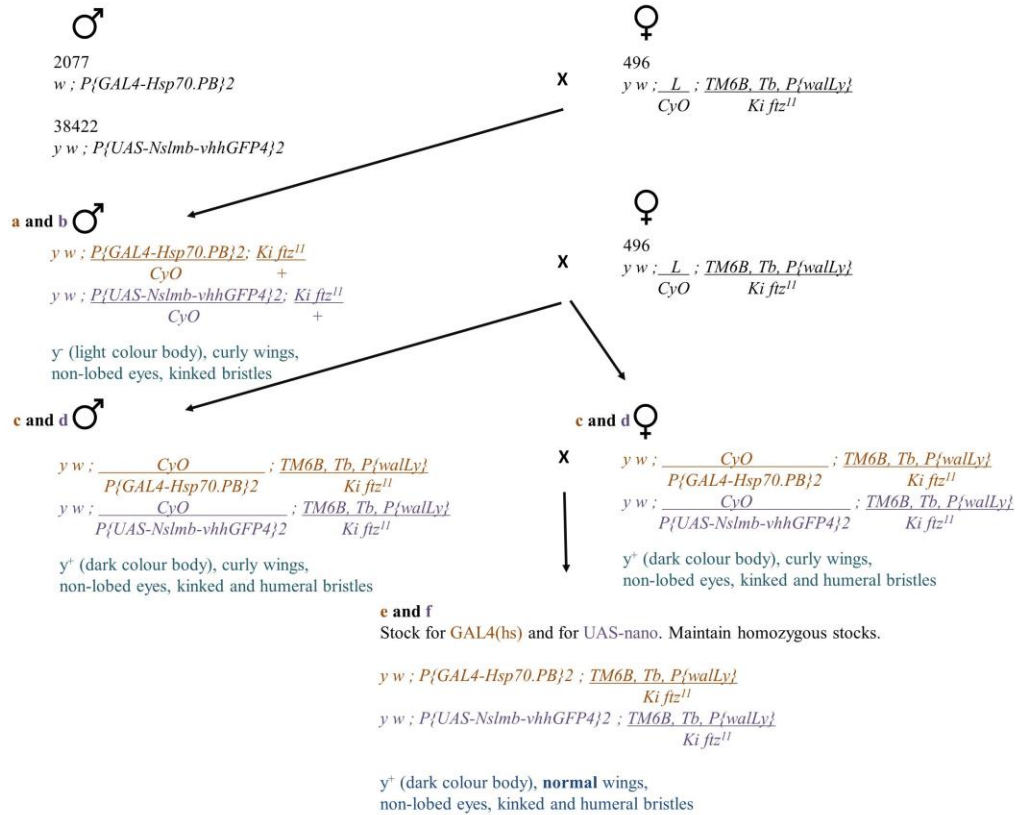 ♂
♀
2077
w ; P{GAL4-Hsp70.PB}2
X
496
y w ; L ; TM6B, Tb, P{walLy}
CyO Ki ftz11
38422
y w ; P{UAS-Nslmb-vhhGFP4}2
a and b ♂
♀
y w ; P{GAL4-Hsp70.PB}2; Ki ftz11
CyO +
y w ; P{UAS-Nslmb-vhhGFP4}2; Ki ftz11
CyO +
X
496
y w ; L ; TM6B, Tb, P{walLy}
CyO Ki ftz11
y- (light colour body), curly wings,
non-lobed eyes, kinked bristles
c and d ♂
c and d ♀
y w ; CyO ; TM6B, Tb, P{walLy}
P{GAL4-Hsp70.PB}2 Ki ftz11
y w ; CyO ; TM6B, Tb, P{walLy}
P{UAS-Nslmb-vhhGFP4}2 Ki ftz11
X
y w ; CyO ; TM6B, Tb, P{walLy}
P{GAL4-Hsp70.PB}2 Ki ftz11
y w ; CyO ; TM6B, Tb, P{walLy}
P{UAS-Nslmb-vhhGFP4}2 Ki ftz11
y+ (dark colour body), curly wings,
non-lobed eyes, kinked and humeral bristles
y+ (dark colour body), curly wings,
non-lobed eyes, kinked and humeral bristles
e and f
Stock for GAL4(hs) and for UAS-nano. Maintain homozygous stocks.
y w ; P{GAL4-Hsp70.PB}2 ; TM6B, Tb, P{walLy}
Ki ftz11
y w ; P{UAS-Nslmb-vhhGFP4}2 ; TM6B, Tb, P{walLy}
Ki ftz11
y+ (dark colour body), normal wings,
non-lobed eyes, kinked and humeral bristles